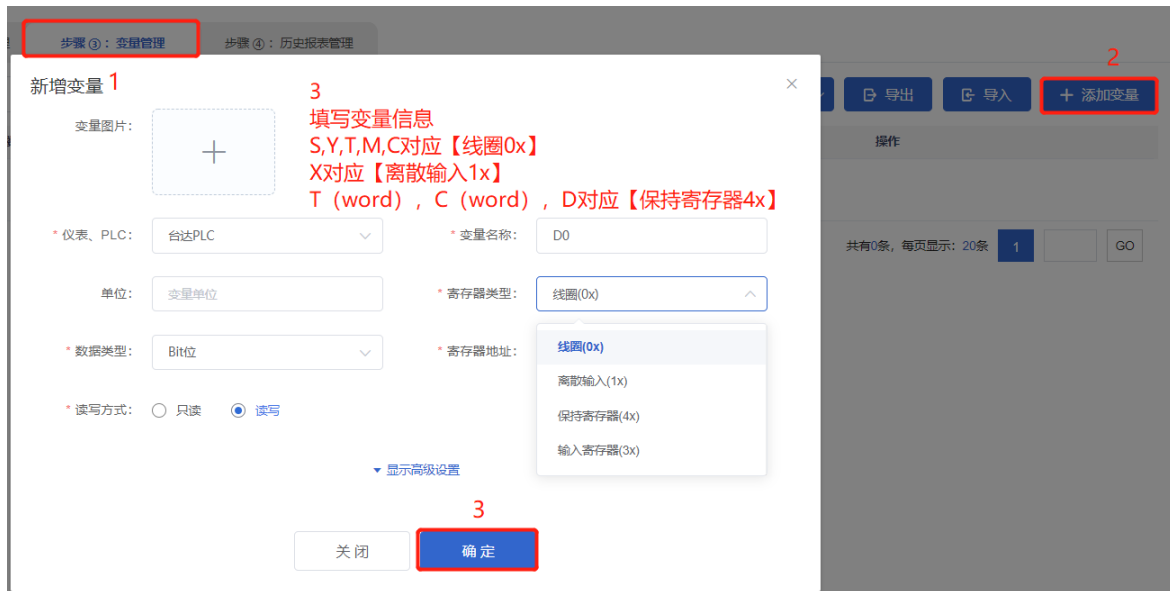 步骤③：变量管理
步骤④：历史报表管理
2
新增变量 1
导出
导入
+ 添加变量
变量图片：
3
填写变量信息
S,Y,T,M,C对应【线圈0x】
X对应【离散输入1x】
T（word），C（word），D对应【保持寄存器4x】
操作
* 仪表、PLC： 台达PLC
* 变量名称： D0
共有0条，每页显示：20条 1 GO
单位： 变量单位
* 寄存器类型： 线圈(0x)
* 数据类型： Bit位
* 寄存器地址：
线圈(0x)
离散输入(1x)
保持寄存器(4x)
输入寄存器(3x)
* 读写方式： 只读 读写
显示高级设置
3
关闭
确定